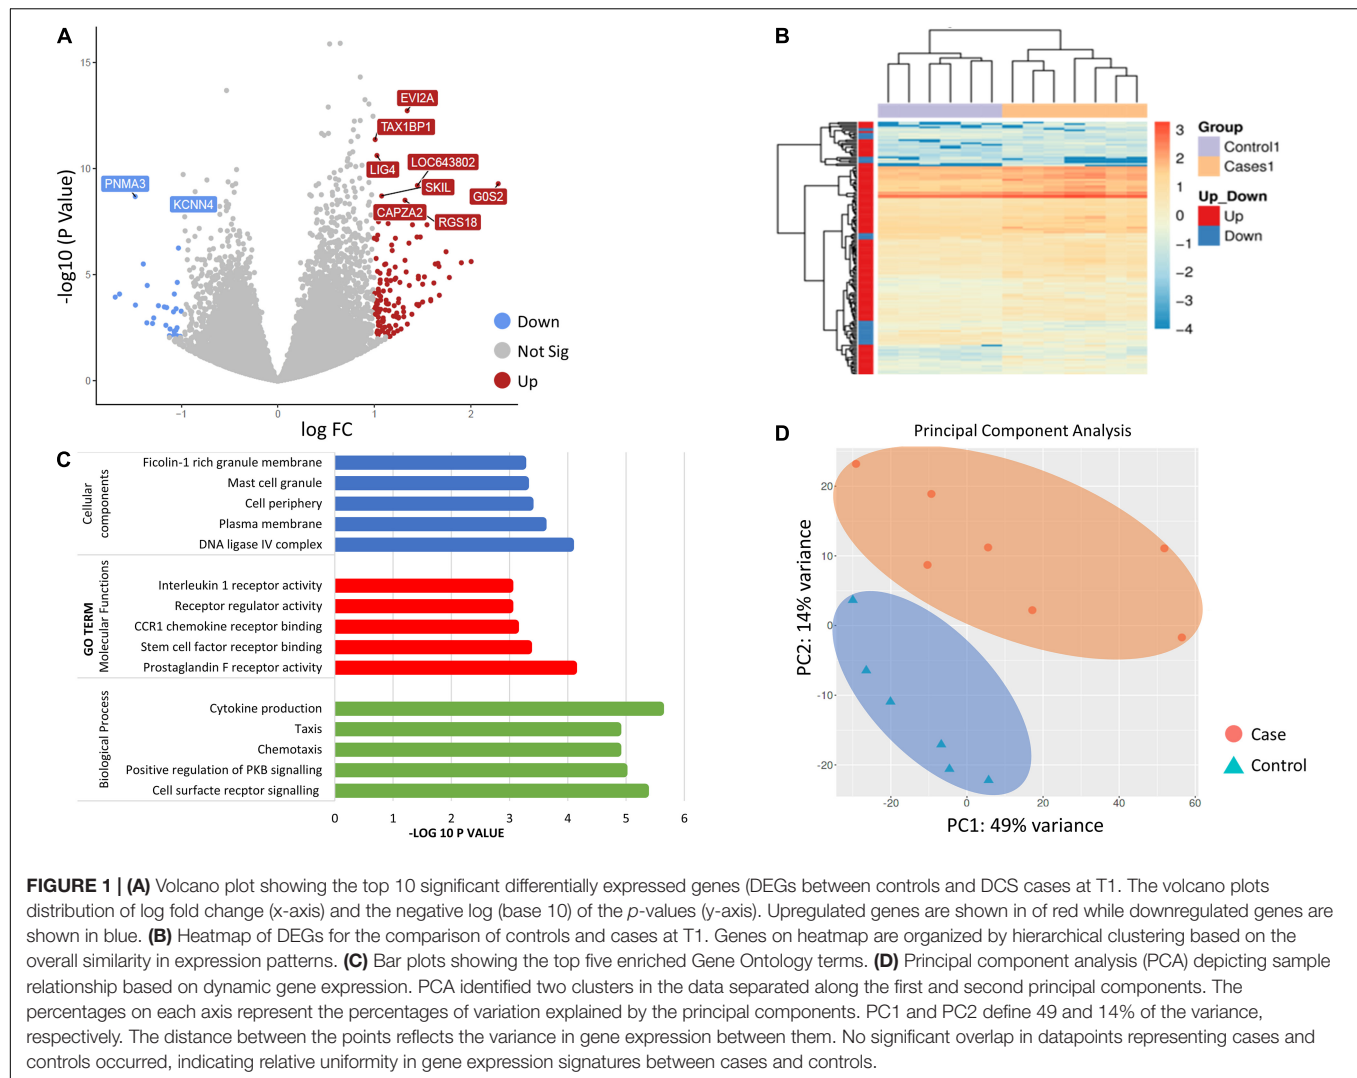 A
-log10 (P Value)
15
10
5
0
−1
0
1
2
log FC
EVI2A
TAX1BP1
LIG4
LOC643802
SKIL
G0S2
CAPZA2
RGS18
PNMA3
KCNN4
Down
Not Sig
Up
B
3
2
1
0
−1
−2
−3
−4
Group
Control1
Cases1
Up_Down
Up
Down
C
GO TERM
Cellular
components
Ficolin-1 rich granule membrane
Mast cell granule
Cell periphery
Plasma membrane
DNA ligase IV complex
Molecular Functions
Interleukin 1 receptor activity
Receptor regulator activity
CCR1 chemokine receptor binding
Stem cell factor receptor binding
Prostaglandin F receptor activity
Biological Process
Cytokine production
Taxis
Chemotaxis
Positive regulation of PKB signalling
Cell surfacte recptor signalling
0 1 2 3 4 5 6
-LOG 10 P VALUE
D
Principal Component Analysis
PC2: 14% variance
20
10
0
-10
-20
-20 0 20 40 60
PC1: 49% variance
Case
Control
FIGURE 1 | (A) Volcano plot showing the top 10 significant differentially expressed genes (DEGs between controls and DCS cases at T1. The volcano plots
distribution of log fold change (x-axis) and the negative log (base 10) of the p-values (y-axis). Upregulated genes are shown in of red while downregulated genes are
shown in blue. (B) Heatmap of DEGs for the comparison of controls and cases at T1. Genes on heatmap are organized by hierarchical clustering based on the
overall similarity in expression patterns. (C) Bar plots showing the top five enriched Gene Ontology terms. (D) Principal component analysis (PCA) depicting sample
relationship based on dynamic gene expression. PCA identified two clusters in the data separated along the first and second principal components. The
percentages on each axis represent the percentages of variation explained by the principal components. PC1 and PC2 define 49 and 14% of the variance,
respectively. The distance between the points reflects the variance in gene expression between them. No significant overlap in datapoints representing cases and
controls occurred, indicating relative uniformity in gene expression signatures between cases and controls.